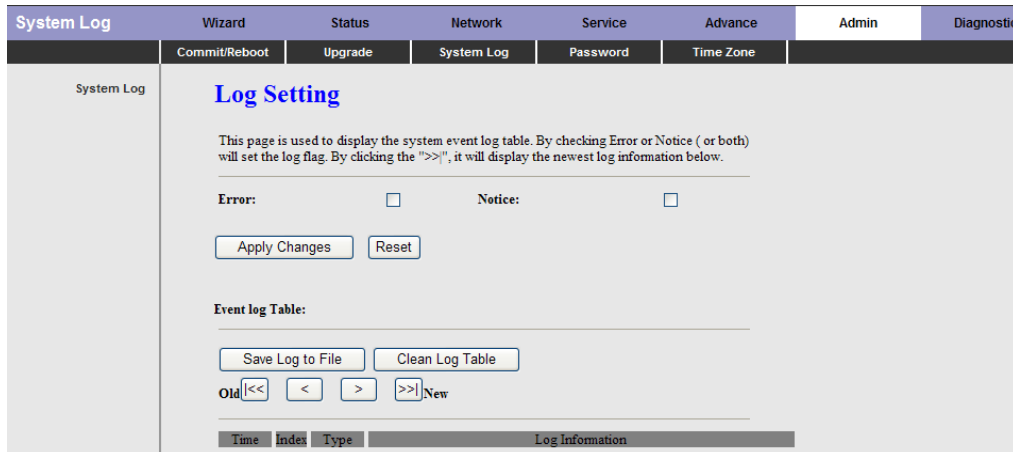 System Log Wizard Status Network Service Advance Admin Diagnostic
Commit/Reboot Upgrade System Log Password Time Zone
System Log
Log Setting
This page is used to display the system event log table. By checking Error or Notice ( or both)
will set the log flag. By clicking the ">>|", it will display the newest log information below.
Error: Notice:
Apply Changes Reset
Event log Table:
Save Log to File Clean Log Table
Old |<< < > >>| New
Time Index Type Log Information